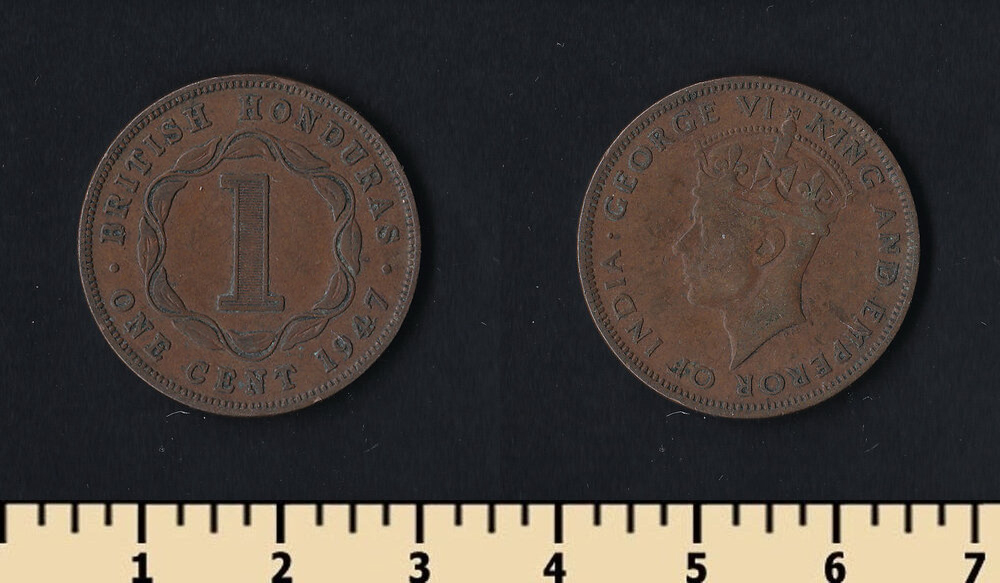 BRITISH HONDURAS
1
· ONE CENT 1947 ·
GEORGE VI KING AND EMPEROR OF INDIA ·
1 2 3 4 5 6 7